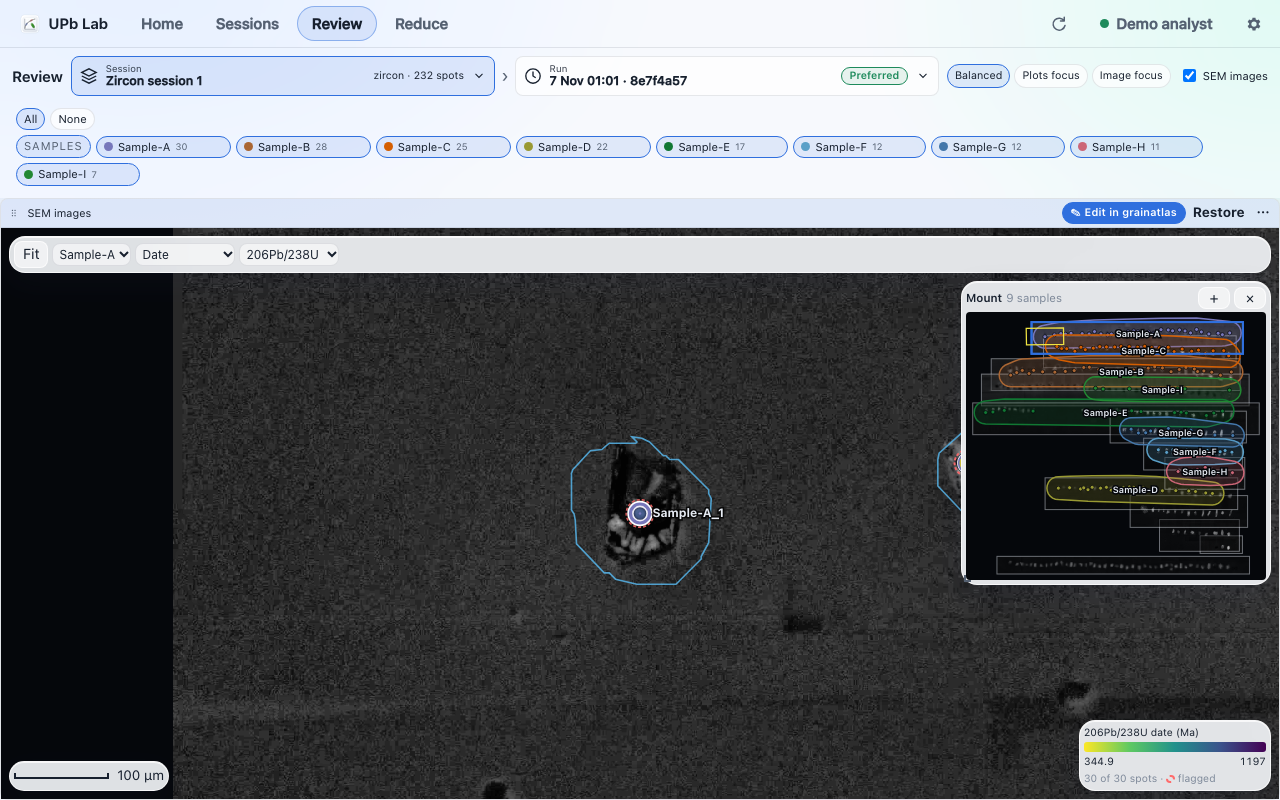 UPb Lab Home Sessions Review Reduce Demo analyst
Review Session Zircon session 1 zircon · 232 spots › Run 7 Nov 01:01 · 8e7f4a57 Preferred Balanced Plots focus Image focus SEM images
All None
SAMPLES Sample-A 30 Sample-B 28 Sample-C 25 Sample-D 22 Sample-E 17 Sample-F 12 Sample-G 12 Sample-H 11
Sample-I 7
SEM images ✎ Edit in grainatlas Restore ···
Fit Sample-A Date 206Pb/238U
Mount 9 samples + ×
Sample-A
Sample-C
Sample-B
Sample-I
Sample-E
Sample-G
Sample-F
Sample-H
Sample-D
Sample-A_1
206Pb/238U date (Ma)
344.9 1197
30 of 30 spots · flagged
100 µm